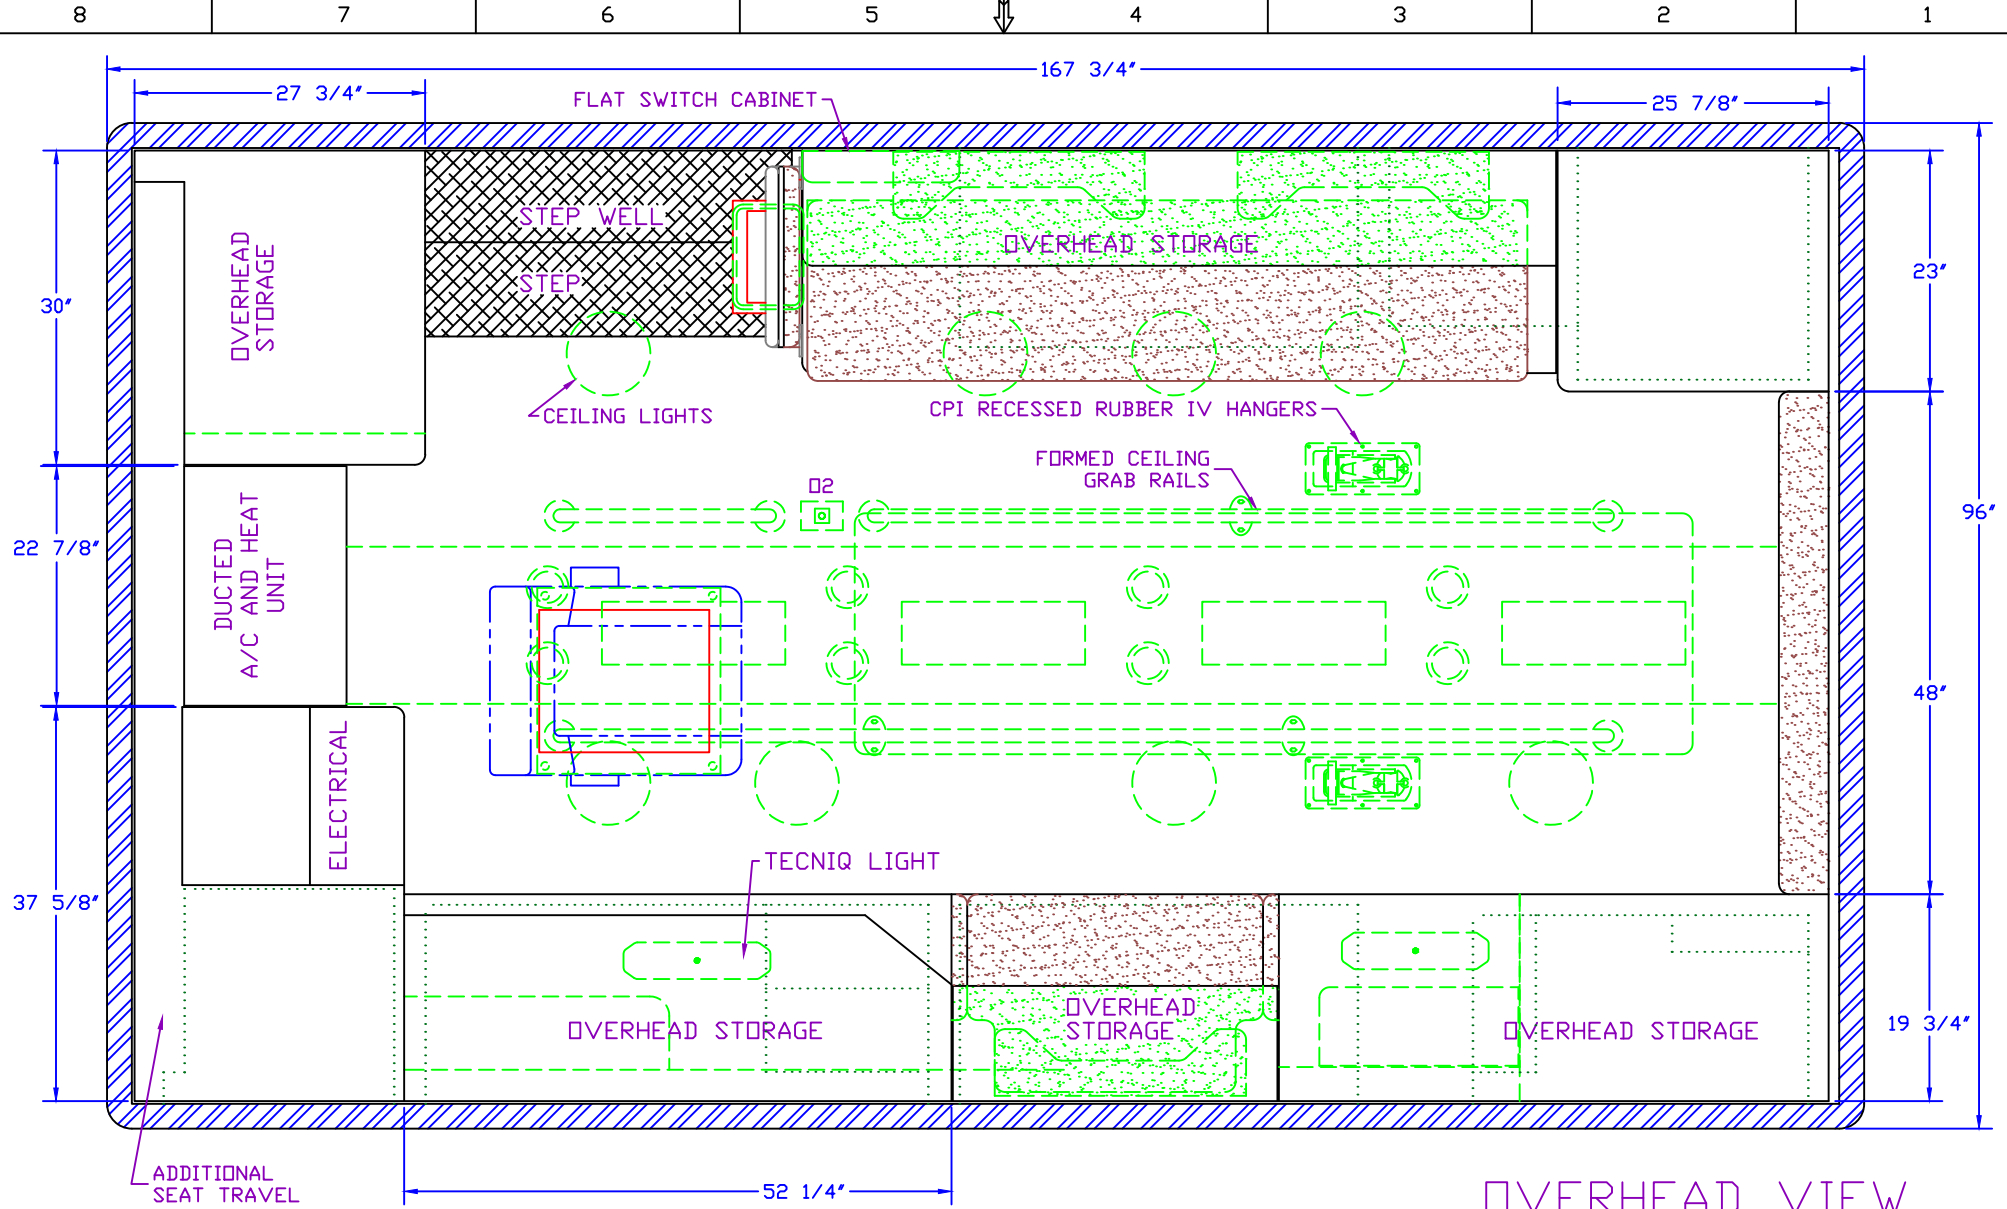 8 7 6 5 4 3 2 1
167 3/4"
27 3/4"
FLAT SWITCH CABINET
25 7/8"
STEP WELL
OVERHEAD STORAGE
OVERHEAD
STORAGE
STEP
23"
30"
CEILING LIGHTS
CPI RECESSED RUBBER IV HANGERS
FORMED CEILING
GRAB RAILS
O2
96"
22 7/8"
DUCTED
A/C AND HEAT
UNIT
48"
ELECTRICAL
TECNIQ LIGHT
37 5/8"
OVERHEAD STORAGE
OVERHEAD
STORAGE
OVERHEAD STORAGE
19 3/4"
ADDITIONAL
SEAT TRAVEL
52 1/4"
OVERHEAD VIEW